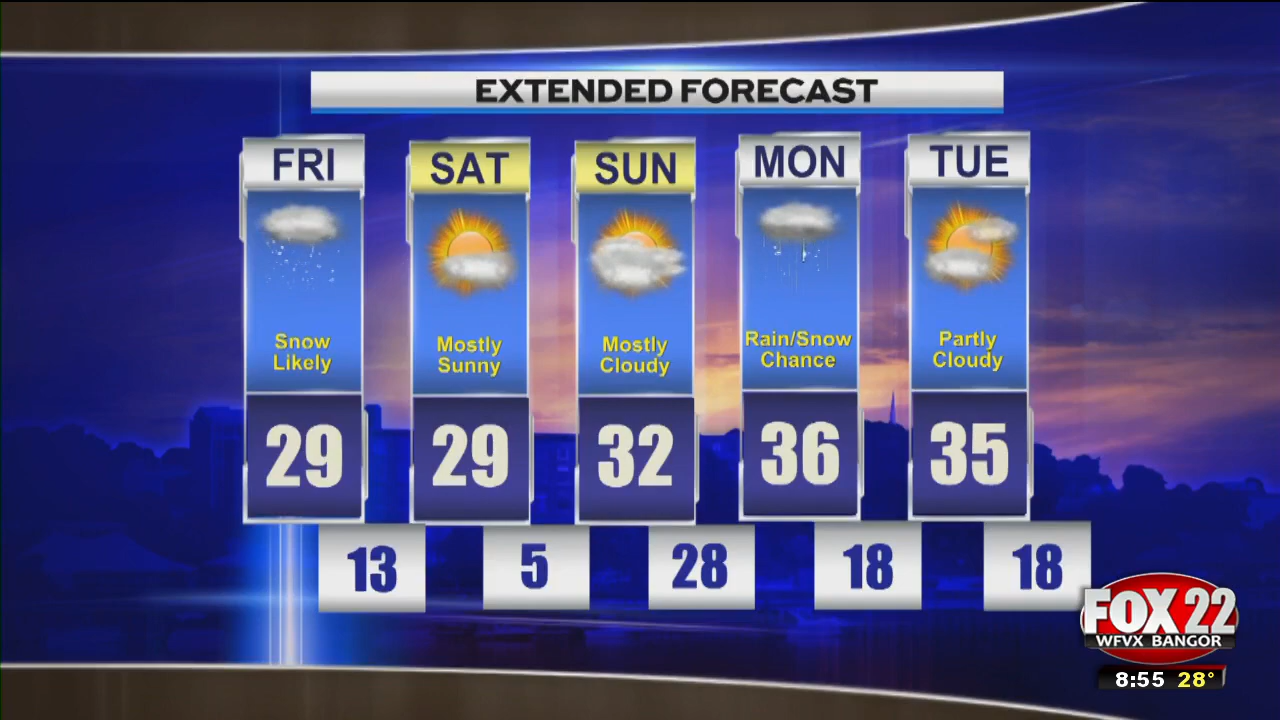 EXTENDED FORECAST
FRI
SAT
SUN
MON
TUE
Snow
Likely
Mostly
Sunny
Mostly
Cloudy
Rain/Snow
Chance
Partly
Cloudy
29
29
32
36
35
13
5
28
18
18
FOX 22
WFVX BANGOR
8:55 28°